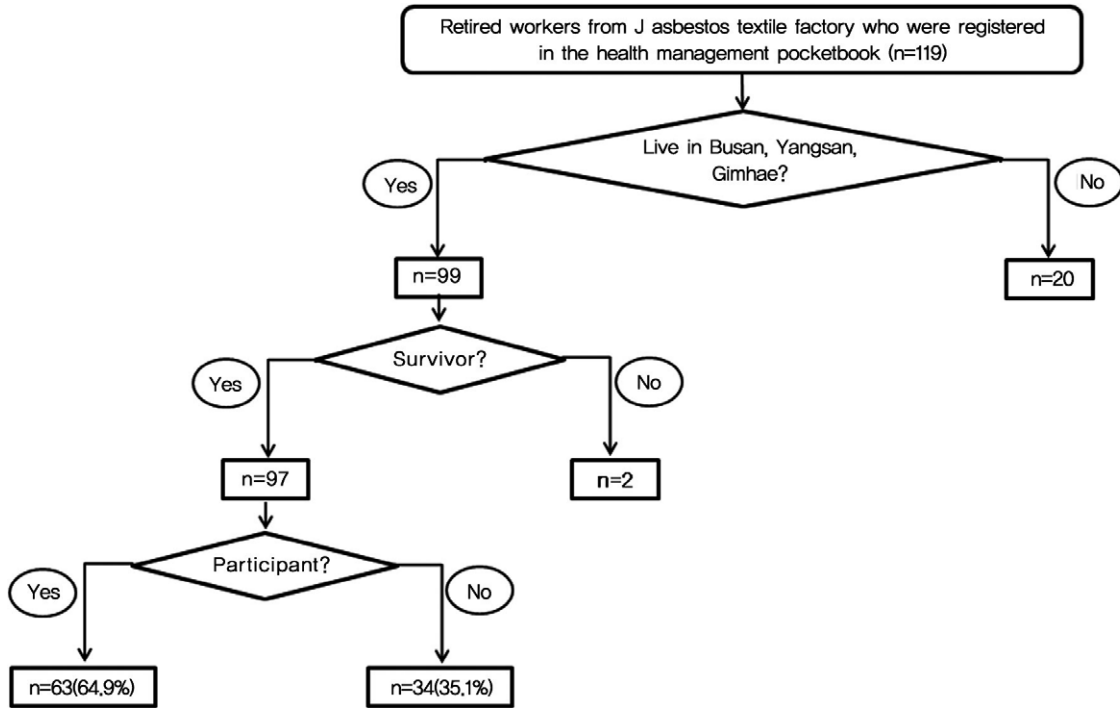 Retired workers from J asbestos textile factory who were registered
in the health management pocketbook (n=119)
Live in Busan, Yangsan,
Gimhae?
Yes
No
n=99
n=20
Survivor?
Yes
No
n=97
n=2
Participant?
Yes
No
n=63(64.9%)
n=34(35.1%)